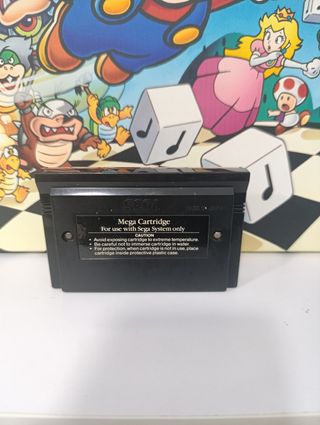 SEGA
Mega Cartridge
For use with Sega System only
CAUTION
• Avoid exposing cartridge to extreme temperature.
• Be careful not to immerse cartridge in water.
• For protection, when cartridge is not in use, place
cartridge inside protective plastic case.